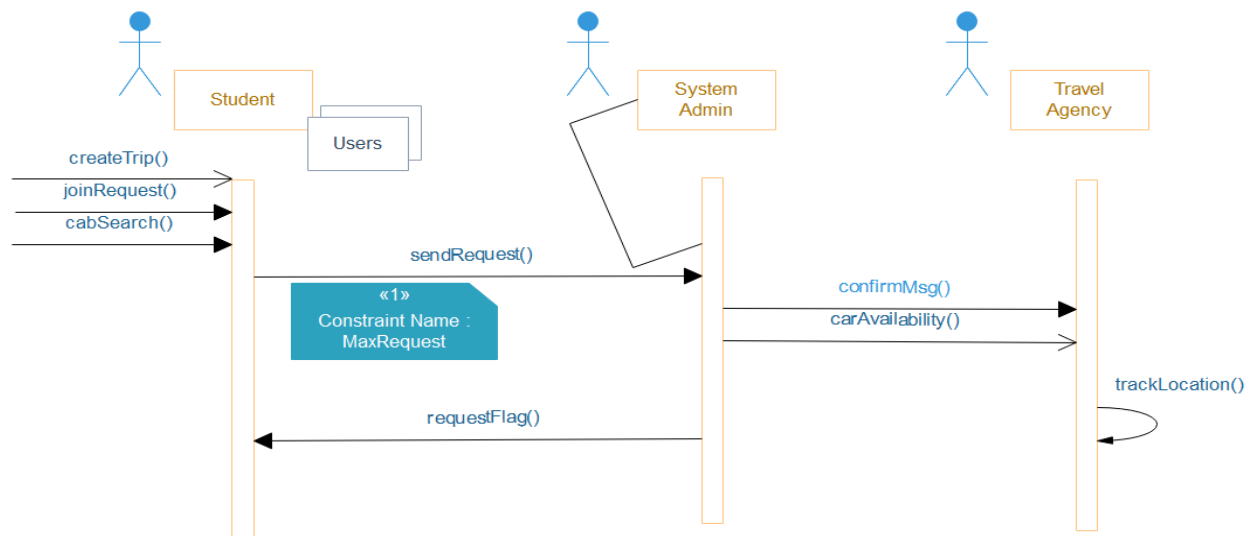 Student
Users
System
Admin
Travel
Agency
createTrip()
joinRequest()
cabSearch()
sendRequest()
«1»
Constraint Name :
MaxRequest
confirmMsg()
carAvailability()
trackLocation()
requestFlag()